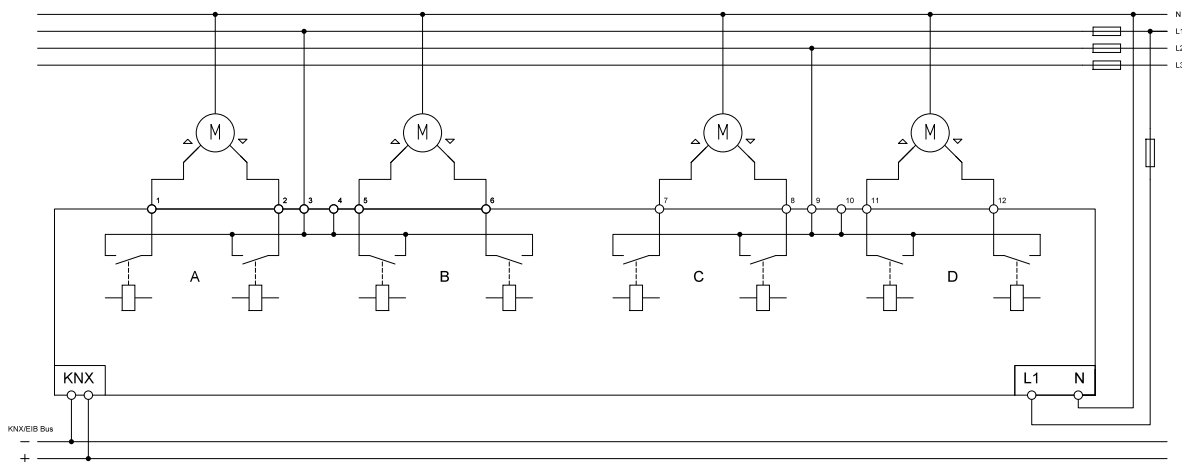 N
L1
L2
L3
M M M M
1 2 3 4 5 6 7 8 9 10 11 12
A B C D
KNX L1 N
KNX/EIB Bus
−
+